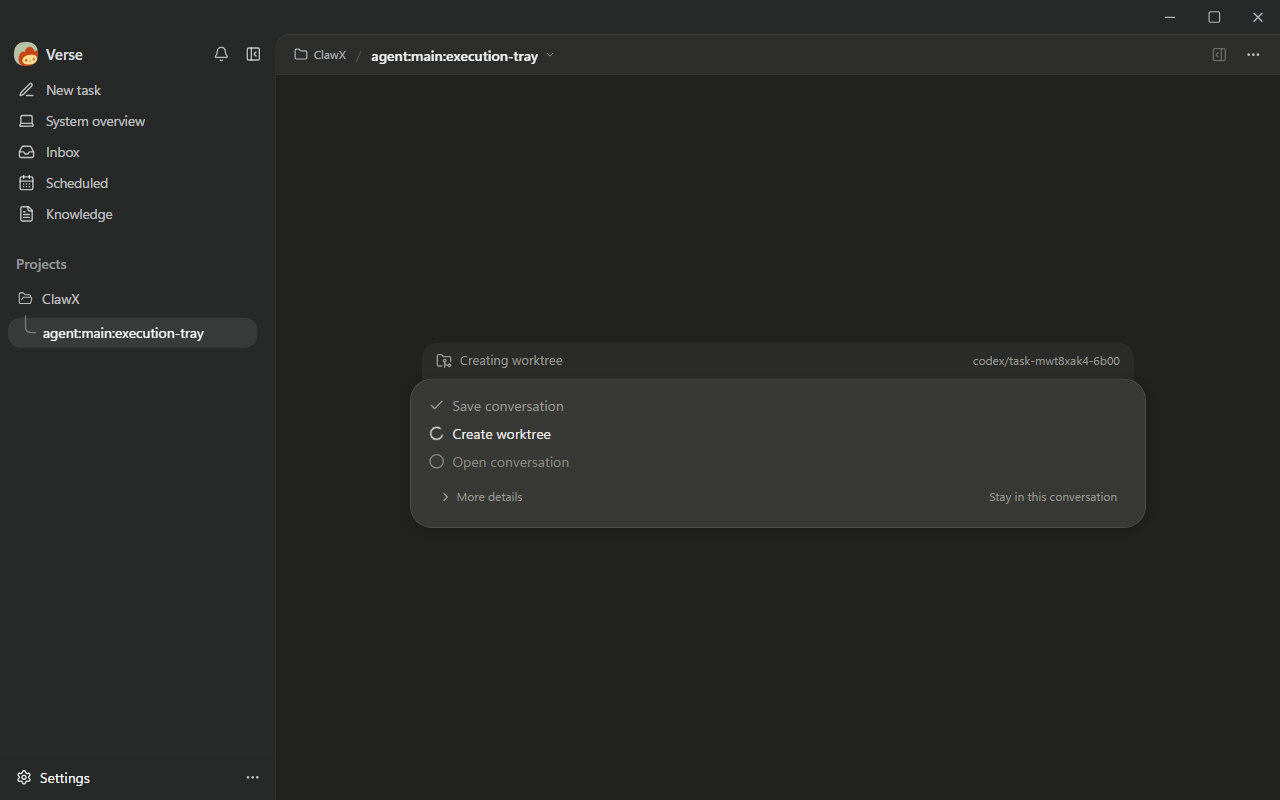 Verse
New task
System overview
Inbox
Scheduled
Knowledge
Projects
ClawX
agent:main:execution-tray
Settings
ClawX / agent:main:execution-tray
Creating worktree codex/task-mwt8xak4-6b00
Save conversation
Create worktree
Open conversation
More details Stay in this conversation